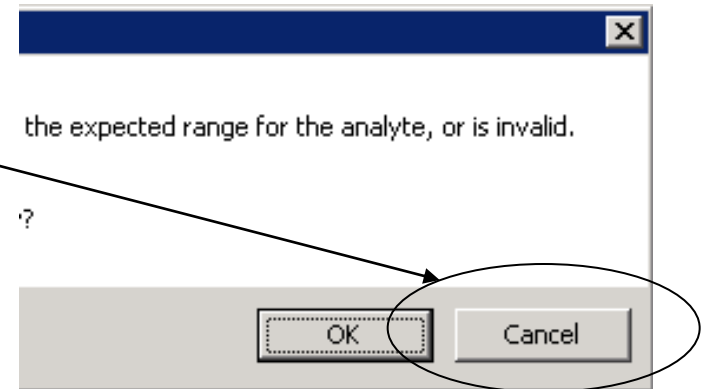 the expected range for the analyte, or is invalid.
?
OK Cancel